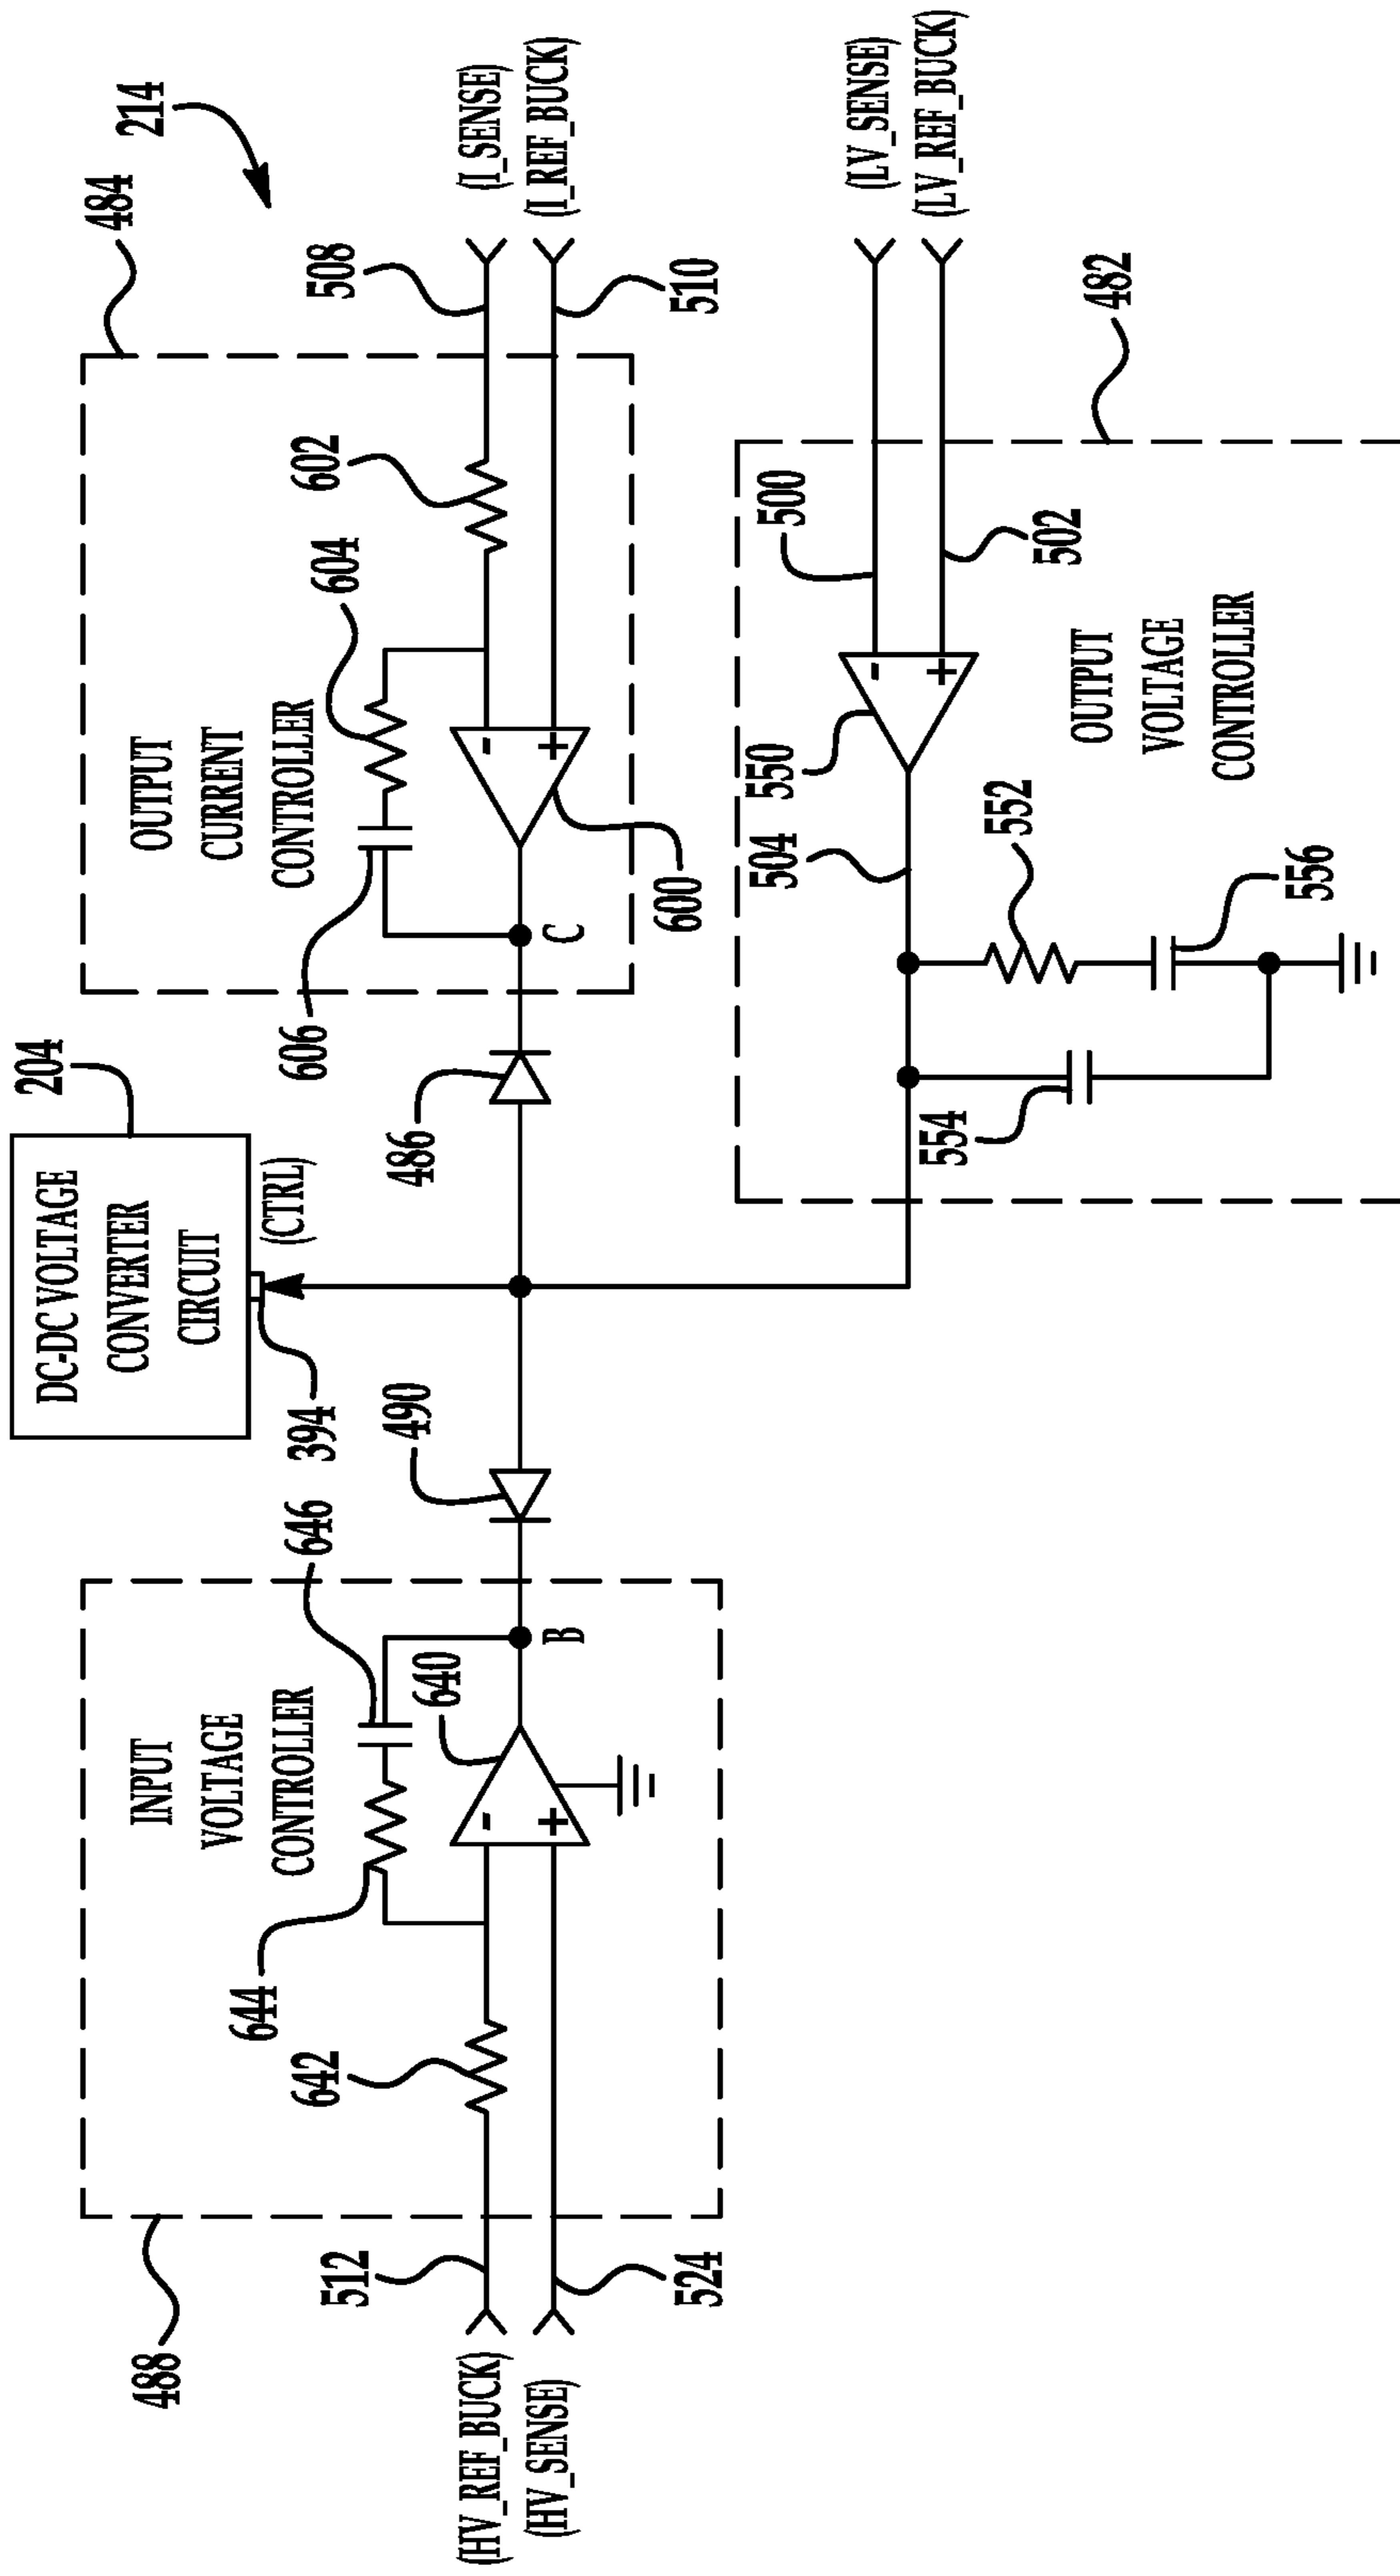 214
484
(I_SENSE)
(I_REF_BUCK)
508
510
602
604
OUTPUT
CURRENT
CONTROLLER
-
+
600
606
C
204
DC-DC VOLTAGE
CONVERTER
CIRCUIT
(CTRL)
394
486
490
(LV_SENSE)
(LV_REF_BUCK)
482
500
502
-
+
550
504
552
556
554
OUTPUT
VOLTAGE
CONTROLLER
INPUT
VOLTAGE
CONTROLLER
646
640
B
-
+
644
642
488
512
524
(HV_REF_BUCK)
(HV_SENSE)